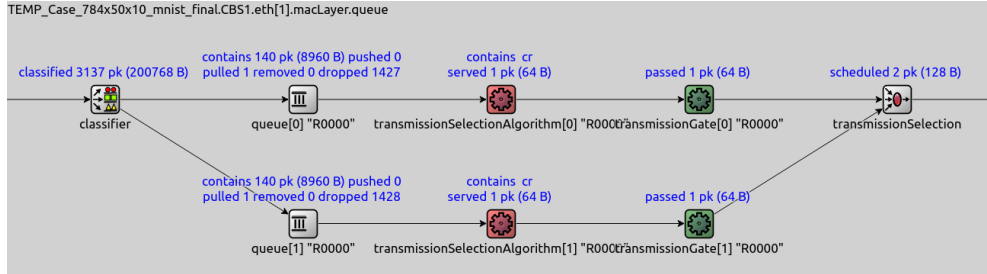 TEMP_Case_784x50x10_mnist_final.CBS1.eth[1].macLayer.queue
contains 140 pk (8960 B) pushed 0
pulled 1 removed 0 dropped 1427
contains cr
served 1 pk (64 B)
classified 3137 pk (200768 B)
passed 1 pk (64 B)
scheduled 2 pk (128 B)
classifier
queue[0] "R0000"
transmissionSelectionAlgorithm[0] "R000
transmissionGate[0] "R0000"
transmissionSelection
contains 140 pk (8960 B) pushed 0
pulled 1 removed 0 dropped 1428
contains cr
served 1 pk (64 B)
passed 1 pk (64 B)
queue[1] "R0000"
transmissionSelectionAlgorithm[1] "R000
transmissionGate[1] "R0000"